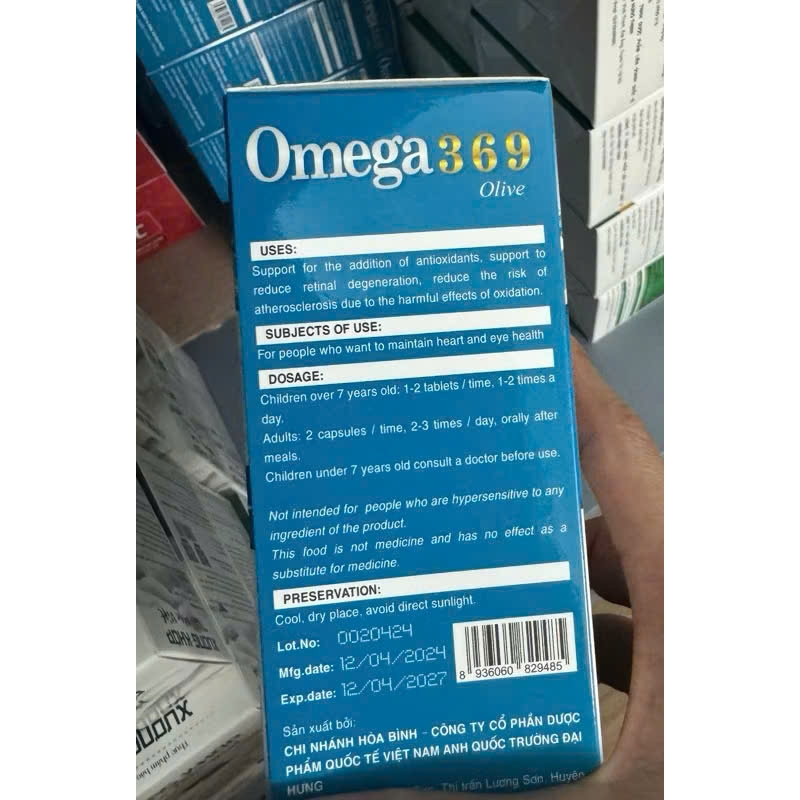 Omega 3 6 9
Olive
USES:
Support for the addition of antioxidants, support to
reduce retinal degeneration, reduce the risk of
atherosclerosis due to the harmful effects of oxidation.
SUBJECTS OF USE:
For people who want to maintain heart and eye health
DOSAGE:
Children over 7 years old: 1-2 tablets / time, 1-2 times a
day.
Adults: 2 capsules / time, 2-3 times / day, orally after
meals.
Children under 7 years old consult a doctor before use.
Not intended for people who are hypersensitive to any
ingredient of the product.
This food is not medicine and has no effect as a
substitute for medicine.
PRESERVATION:
Cool, dry place, avoid direct sunlight.
Lot.No: 0020424
Mfg.date: 12/04/2024
Exp.date: 12/04/2027
8 936060 829485
Sản xuất bởi:
CHI NHÁNH HÒA BÌNH - CÔNG TY CỔ PHẦN DƯỢC
PHẨM QUỐC TẾ VIỆT NAM ANH QUỐC TRƯỜNG ĐẠI
HƯNG
Thị trấn Lương Sơn, Huyện
XƯƠNG KHỚP